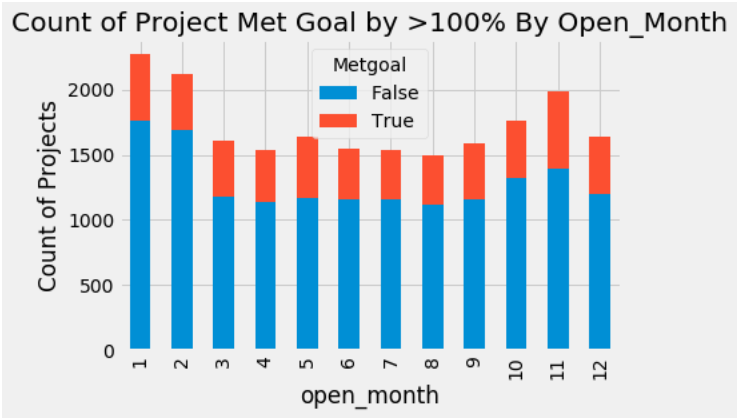 Count of Project Met Goal by >100% By Open_Month
Metgoal
False
True
Count of Projects
2000
1500
1000
500
0
1 2 3 4 5 6 7 8 9 10 11 12
open_month